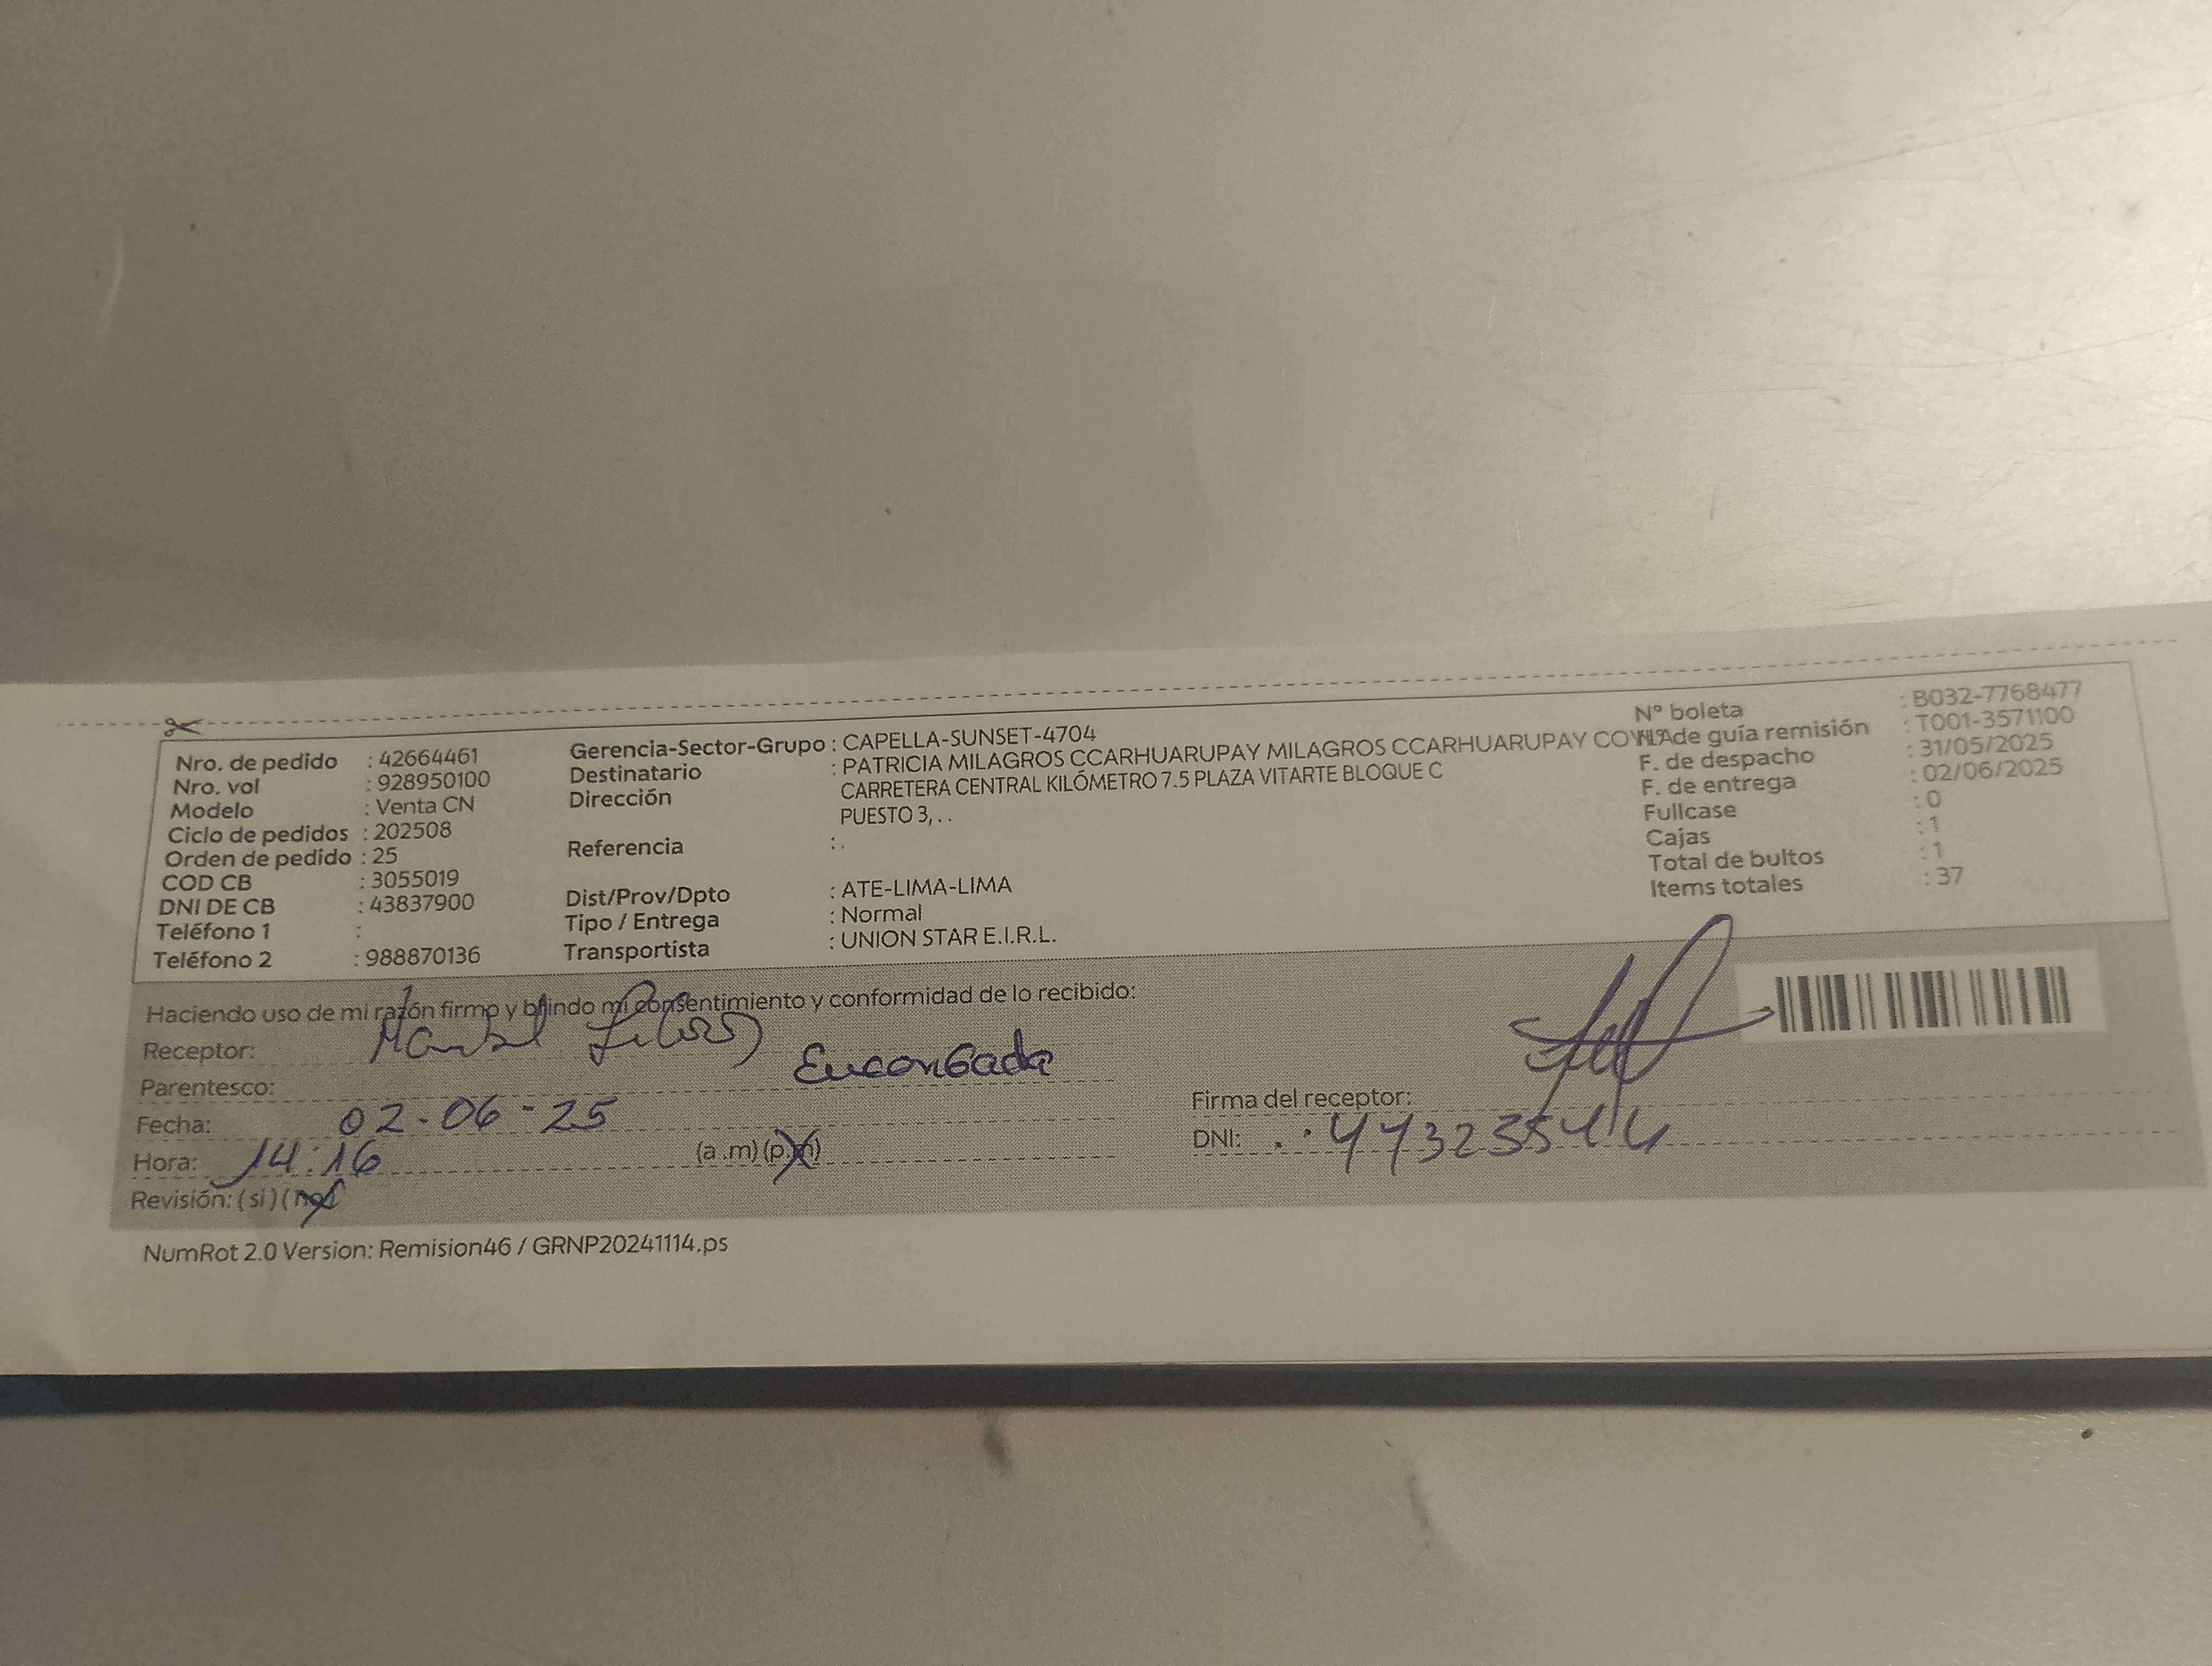 Nro. de pedido : 42664461
Nro. vol : 928950100
Modelo : Venta CN
Ciclo de pedidos : 202508
Orden de pedido : 25
COD CB : 3055019
DNI DE CB : 43837900
Teléfono 1 :
Teléfono 2 : 988870136
Gerencia-Sector-Grupo : CAPELLA-SUNSET-4704
Destinatario : PATRICIA MILAGROS CCARHUARUPAY MILAGROS CCARHUARUPAY
Dirección CARRETERA CENTRAL KILÓMETRO 7.5 PLAZA VITARTE BLOQUE C
PUESTO 3, . .
Referencia : .
Dist/Prov/Dpto : ATE-LIMA-LIMA
Tipo / Entrega : Normal
Transportista : UNION STAR E.I.R.L.
N° boleta : B032-7768477
de guía remisión : T001-3571100
F. de despacho : 31/05/2025
F. de entrega : 02/06/2025
Fullcase : 0
Cajas : 1
Total de bultos : 1
Items totales : 37
Haciendo uso de mi razón firmo y brindo mi consentimiento y conformidad de lo recibido:
Receptor:
Parentesco: Encargada
Fecha: 02-06-25
Hora: 14:16 (a.m) (p.m)
Revisión: (si) (no)
Firma del receptor:
DNI:
NumRot 2.0 Version: Remision46 / GRNP20241114.ps